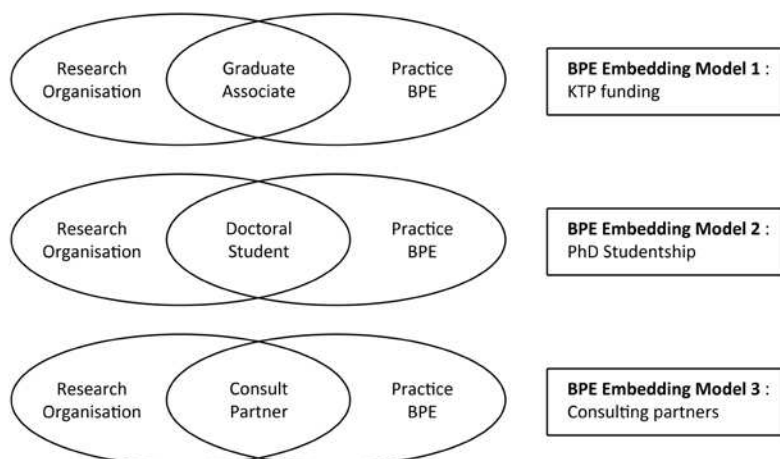 Research
Organisation
Graduate
Associate
Practice
BPE
BPE Embedding Model 1 :
KTP funding
Research
Organisation
Doctoral
Student
Practice
BPE
BPE Embedding Model 2 :
PhD Studentship
Research
Organisation
Consult
Partner
Practice
BPE
BPE Embedding Model 3 :
Consulting partners